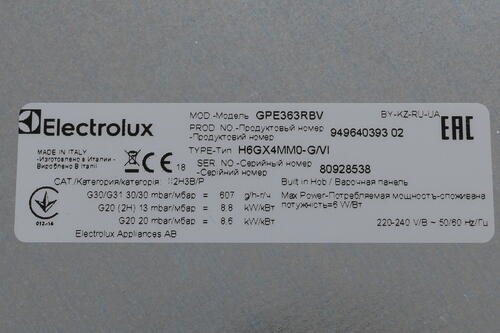 Electrolux
MOD.-Модель GPE363RBV
BY-KZ-RU-UA
PROD. NO.-Продуктовый номер
-Продуктовий номер 949640393 02
TYPE-Тип H6GX4MM0-G/VI
EAC
MADE IN ITALY
-Изготовлено в Италии -
Вироблено в Італії
CE 18
SER NO.-Серийный номер
-Серійний номер 80928538
CAT./Категория/категорія: II2H3B/P
Built in Hob / Варочная панель
G30/G31 30/30 mbar/мбар = 607 g/h-г/ч
G20 (2H) 13 mbar/мбар = 8.8 kW/кВт
G20 20 mbar/мбар = 8.6 kW/кВт
Max Power-Потребляемая мощность-споживана
потужність=6 W/Вт
012-16
Electrolux Appliances AB
220-240 V/В ~ 50/60 Hz/Гц